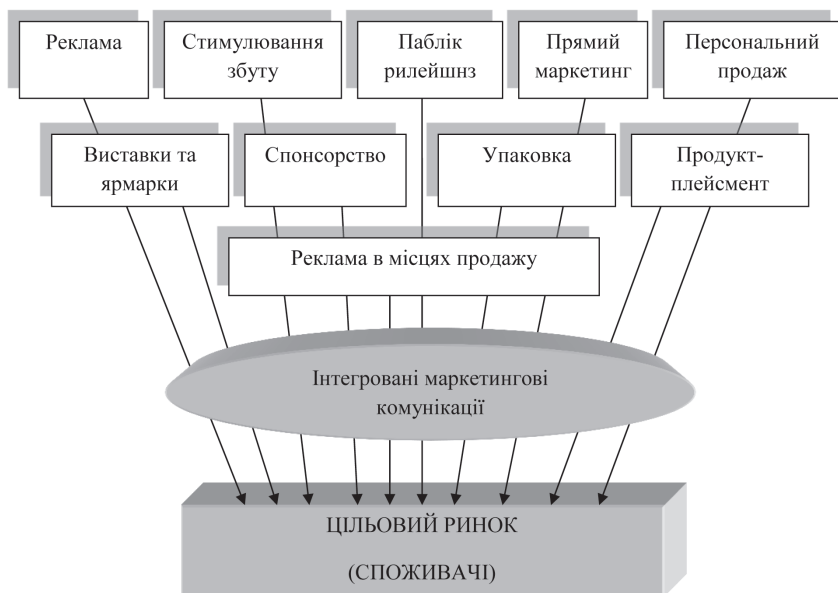 Реклама
Стимулювання
збуту
Паблік
рилейшнз
Прямий
маркетинг
Персональний
продаж
Виставки та
ярмарки
Спонсорство
Упаковка
Продукт-
плейсмент
Реклама в місцях продажу
Інтегровані маркетингові
комунікації
ЦІЛЬОВИЙ РИНОК
(СПОЖИВАЧІ)